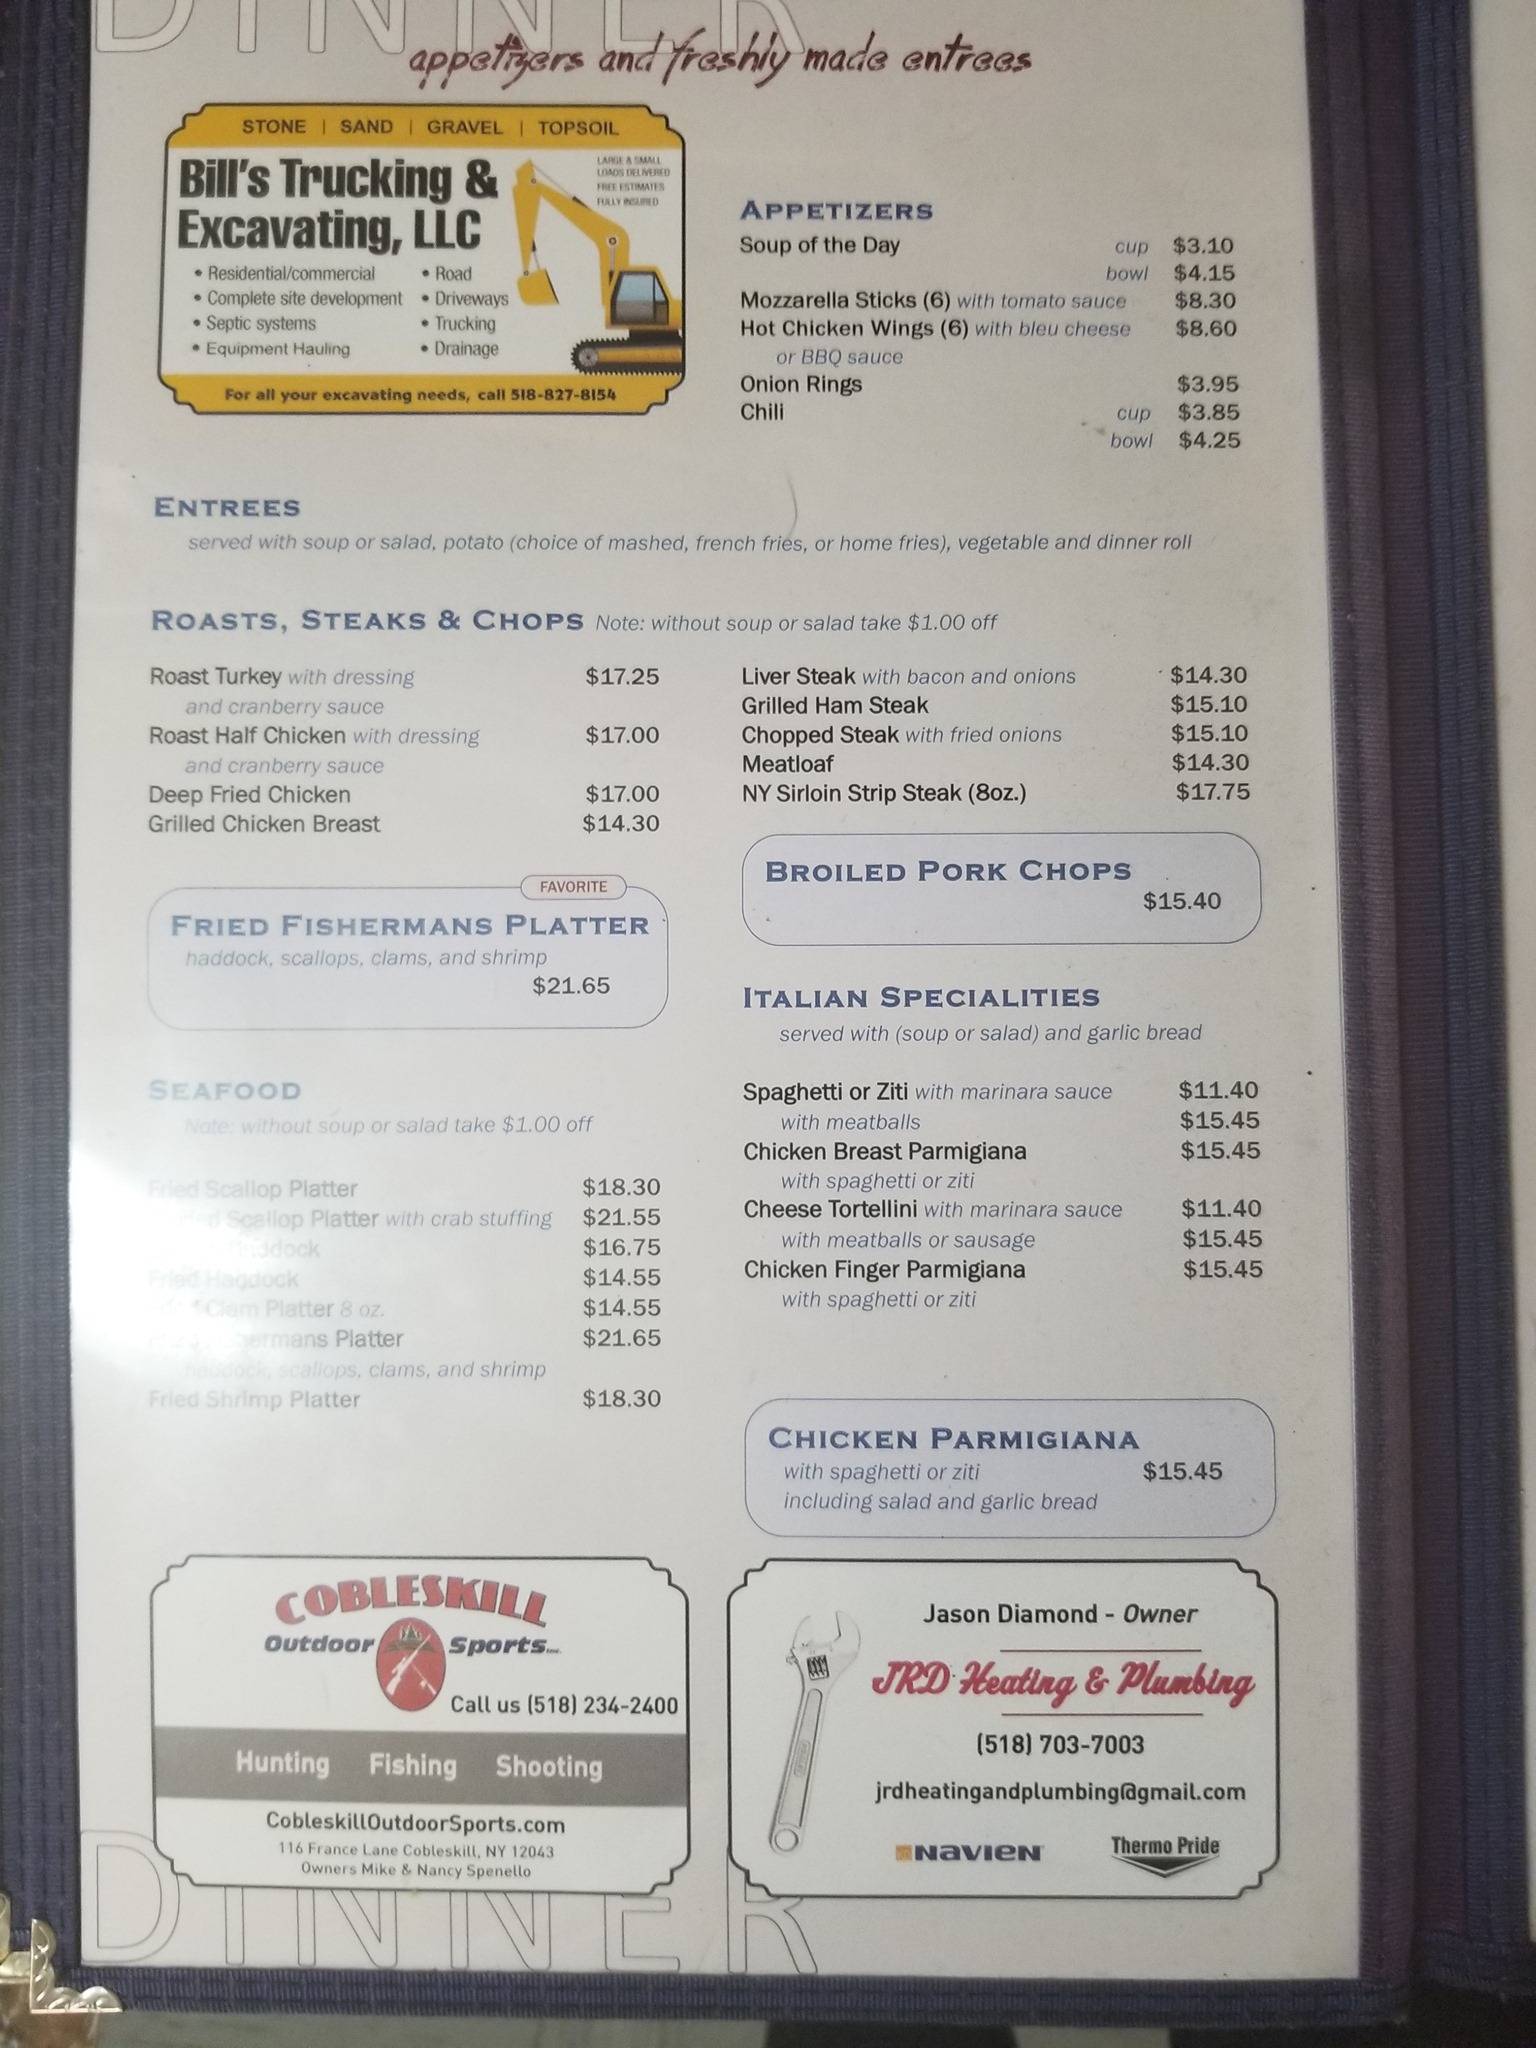 DINNER
appetizers and freshly made entrees
STONE | SAND | GRAVEL | TOPSOIL
Bill's Trucking &
Excavating, LLC
LARGE & SMALL
LOADS DELIVERED
FREE ESTIMATES
FULLY INSURED
• Residential/commercial • Road
• Complete site development • Driveways
• Septic systems • Trucking
• Equipment Hauling • Drainage
For all your excavating needs, call 518-827-8154
APPETIZERS
Soup of the Day cup $3.10
bowl $4.15
Mozzarella Sticks (6) with tomato sauce $8.30
Hot Chicken Wings (6) with bleu cheese $8.60
or BBQ sauce
Onion Rings $3.95
Chili cup $3.85
bowl $4.25
ENTREES
served with soup or salad, potato (choice of mashed, french fries, or home fries), vegetable and dinner roll
ROASTS, STEAKS & CHOPS Note: without soup or salad take $1.00 off
Roast Turkey with dressing $17.25
and cranberry sauce
Roast Half Chicken with dressing $17.00
and cranberry sauce
Deep Fried Chicken $17.00
Grilled Chicken Breast $14.30
Liver Steak with bacon and onions $14.30
Grilled Ham Steak $15.10
Chopped Steak with fried onions $15.10
Meatloaf $14.30
NY Sirloin Strip Steak (8oz.) $17.75
FAVORITE
FRIED FISHERMANS PLATTER
haddock, scallops, clams, and shrimp
$21.65
BROILED PORK CHOPS
$15.40
SEAFOOD
Note: without soup or salad take $1.00 off
Fried Scallop Platter $18.30
Scallop Platter with crab stuffing $21.55
Haddock $16.75
Fried Haddock $14.55
Clam Platter 8 oz. $14.55
Fishermans Platter $21.65
haddock, scallops, clams, and shrimp
Fried Shrimp Platter $18.30
ITALIAN SPECIALITIES
served with (soup or salad) and garlic bread
Spaghetti or Ziti with marinara sauce $11.40
with meatballs $15.45
Chicken Breast Parmigiana $15.45
with spaghetti or ziti
Cheese Tortellini with marinara sauce $11.40
with meatballs or sausage $15.45
Chicken Finger Parmigiana $15.45
with spaghetti or ziti
CHICKEN PARMIGIANA
with spaghetti or ziti $15.45
including salad and garlic bread
COBLESKILL
Outdoor Sports
Call us (518) 234-2400
Hunting Fishing Shooting
CobleskillOutdoorSports.com
116 France Lane Cobleskill, NY 12043
Owners Mike & Nancy Spenello
Jason Diamond - Owner
JRD Heating & Plumbing
(518) 703-7003
jrdheatingandplumbing@gmail.com
NAVIEN Thermo Pride
DINNER